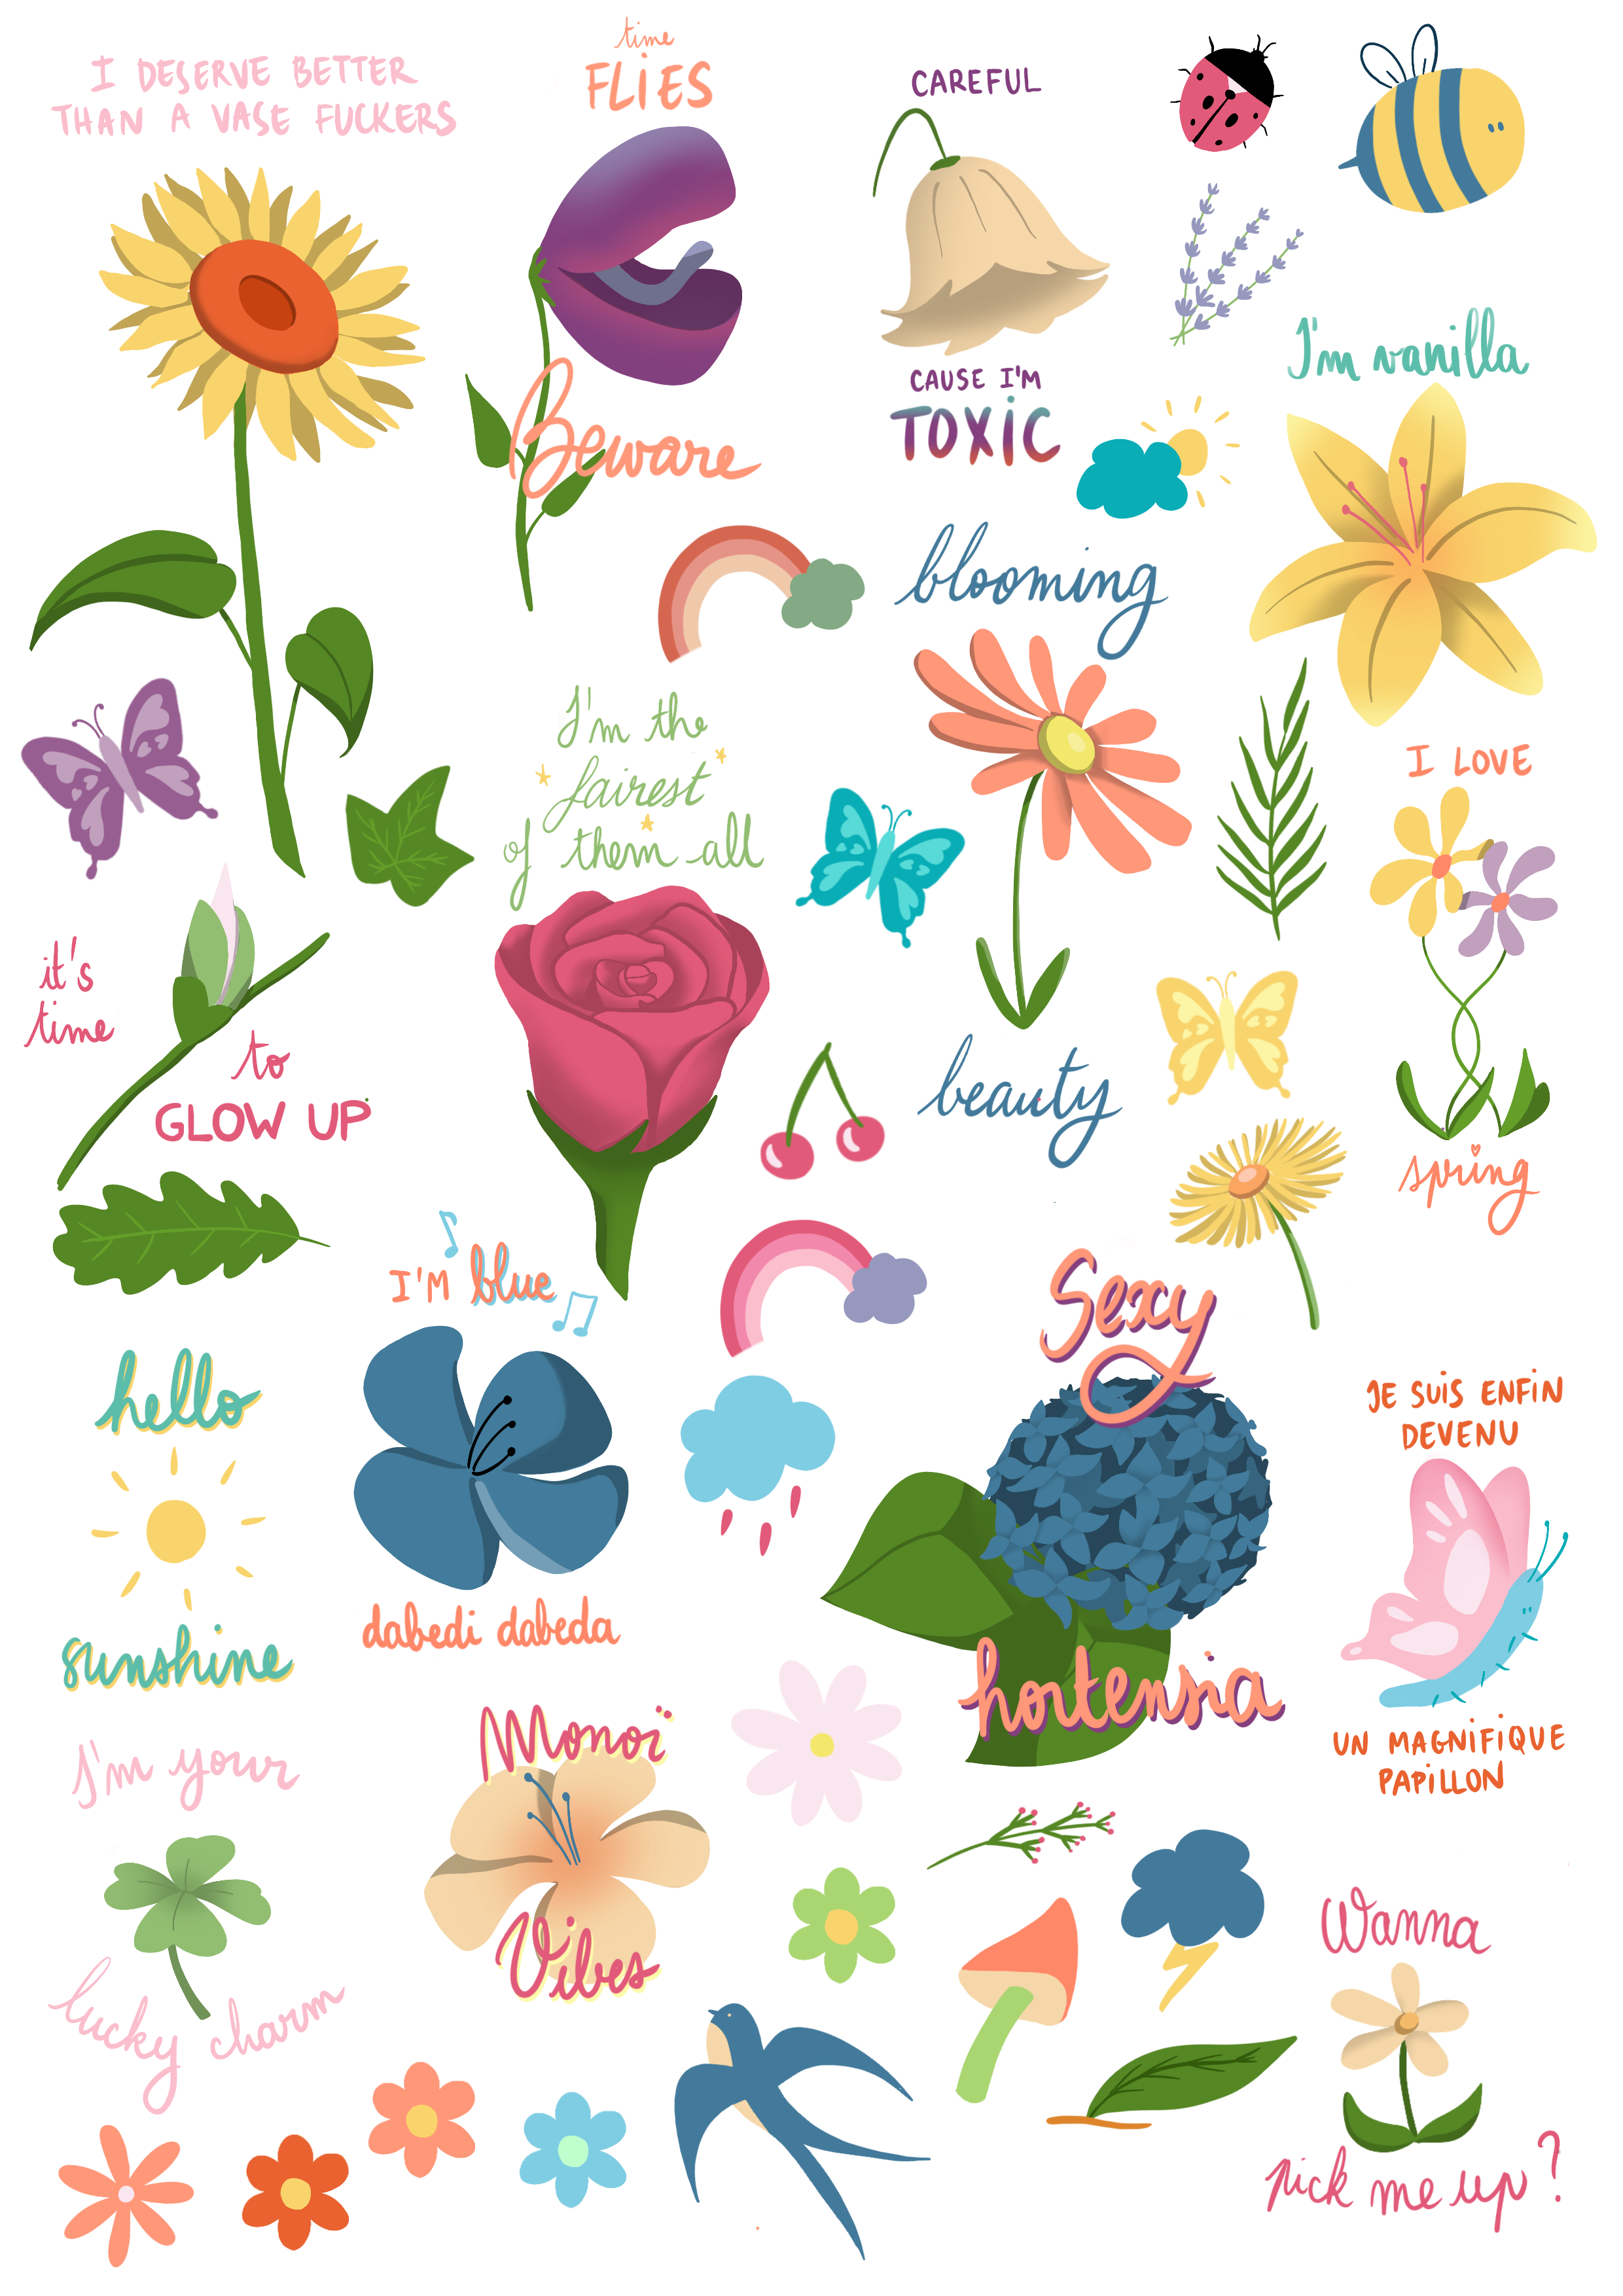 I DESERVE BETTER
THAN A VASE FUCKERS
time
FLiES
Beware
CAREFUL
CAUSE I'M
TOXIC
I'm vanilla
blooming
beauty
I'm the
fairest
of them all
I LOVE
spring
it's
time
to
GLOW UP
I'M blue
dabedi dabeda
Sexy
hortensia
hello
sunshine
JE SUiS ENFiN
DEVENU
UN MAGNiFiQUE
PAPiLLON
I'm your
lucky charm
Monoï
Vibes
Wanna
pick me up?